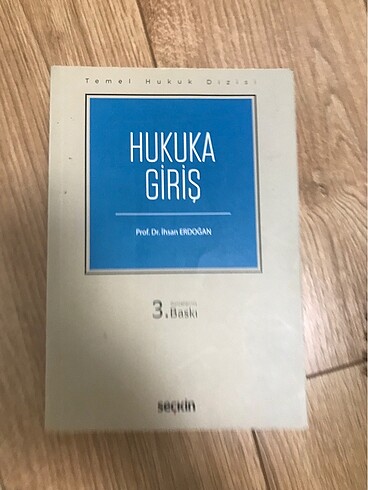 Temel Hukuk Dizisi
HUKUKA
GİRİŞ
Prof. Dr. İhsan ERDOĞAN
3. Baskı
seçkin